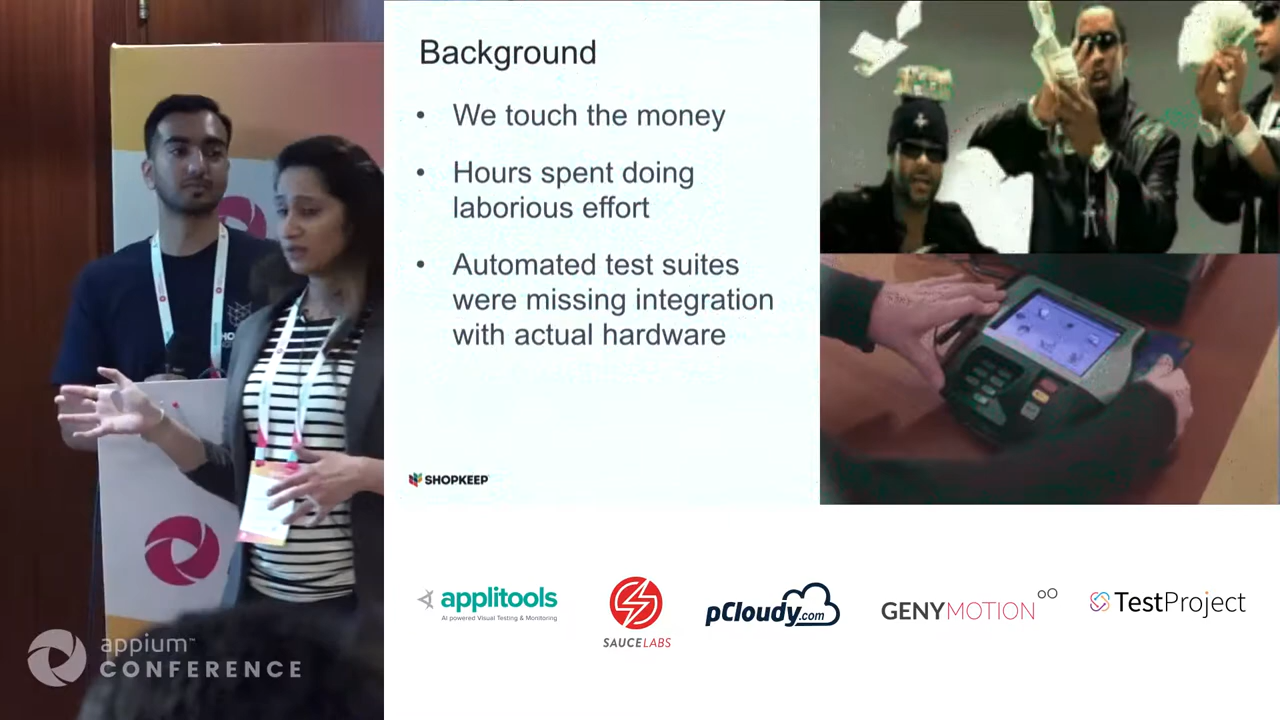 Background
• We touch the money
• Hours spent doing
laborious effort
• Automated test suites
were missing integration
with actual hardware
SHOPKEEP
applitools
AI powered Visual Testing & Monitoring
SAUCELABS
pCloudy.com
GENYMOTION
TestProject
appium™
CONFERENCE